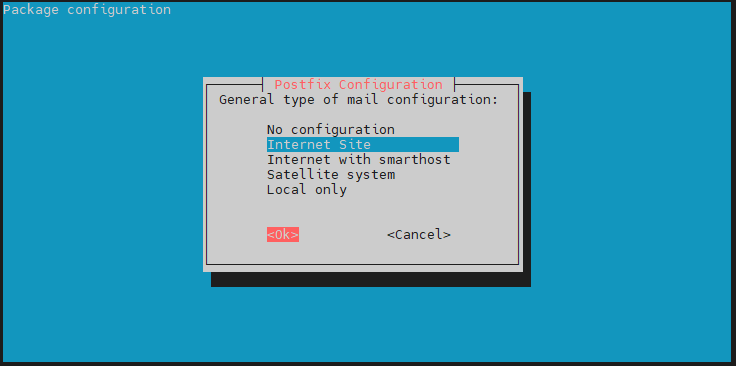 Package configuration
Postfix Configuration
General type of mail configuration:
No configuration
Internet Site
Internet with smarthost
Satellite system
Local only
<Ok> <Cancel>